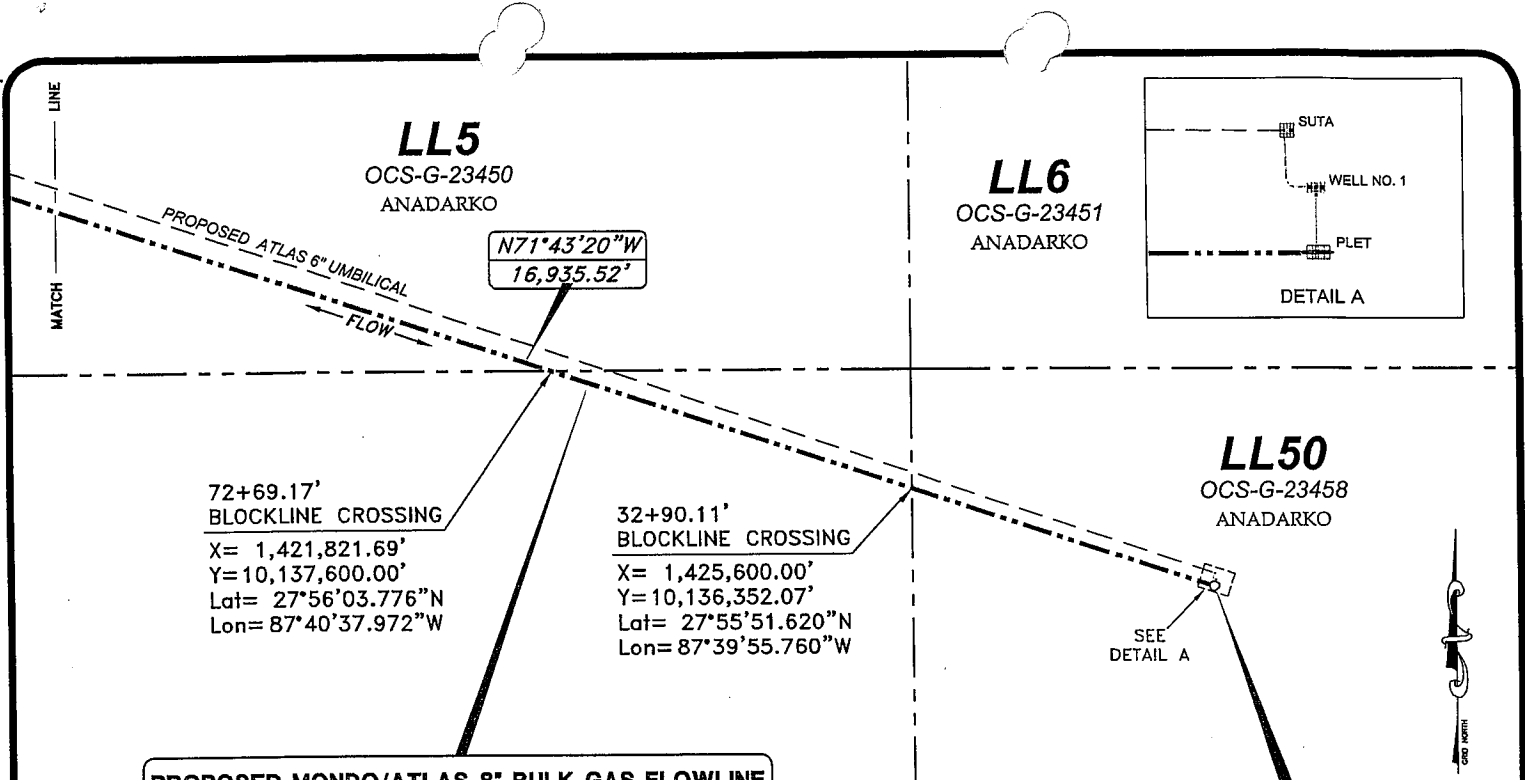 MATCH LINE
LL5
OCS-G-23450
ANADARKO
PROPOSED ATLAS 6" UMBILICAL
FLOW
N71°43'20"W
16,935.52'
LL6
OCS-G-23451
ANADARKO
SUTA
WELL NO. 1
PLET
DETAIL A
72+69.17'
BLOCKLINE CROSSING
X= 1,421,821.69'
Y=10,137,600.00'
Lat= 27°56'03.776"N
Lon=87°40'37.972"W
32+90.11'
BLOCKLINE CROSSING
X= 1,425,600.00'
Y=10,136,352.07'
Lat= 27°55'51.620"N
Lon=87°39'55.760"W
LL50
OCS-G-23458
ANADARKO
SEE
DETAIL A
GRID NORTH
PROPOSED MONDO/ATLAS 8" BULK GAS FLOWLINE